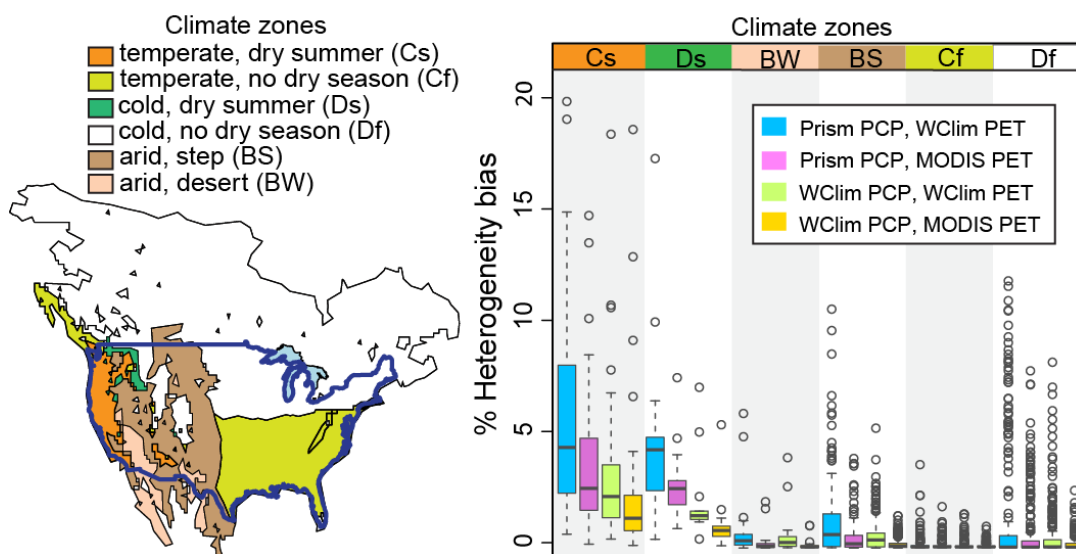 Climate zones
temperate, dry summer (Cs)
temperate, no dry season (Cf)
cold, dry summer (Ds)
cold, no dry season (Df)
arid, step (BS)
arid, desert (BW)
Climate zones
Cs Ds BW BS Cf Df
% Heterogeneity bias
20
15
10
5
0
Prism PCP, WClim PET
Prism PCP, MODIS PET
WClim PCP, WClim PET
WClim PCP, MODIS PET